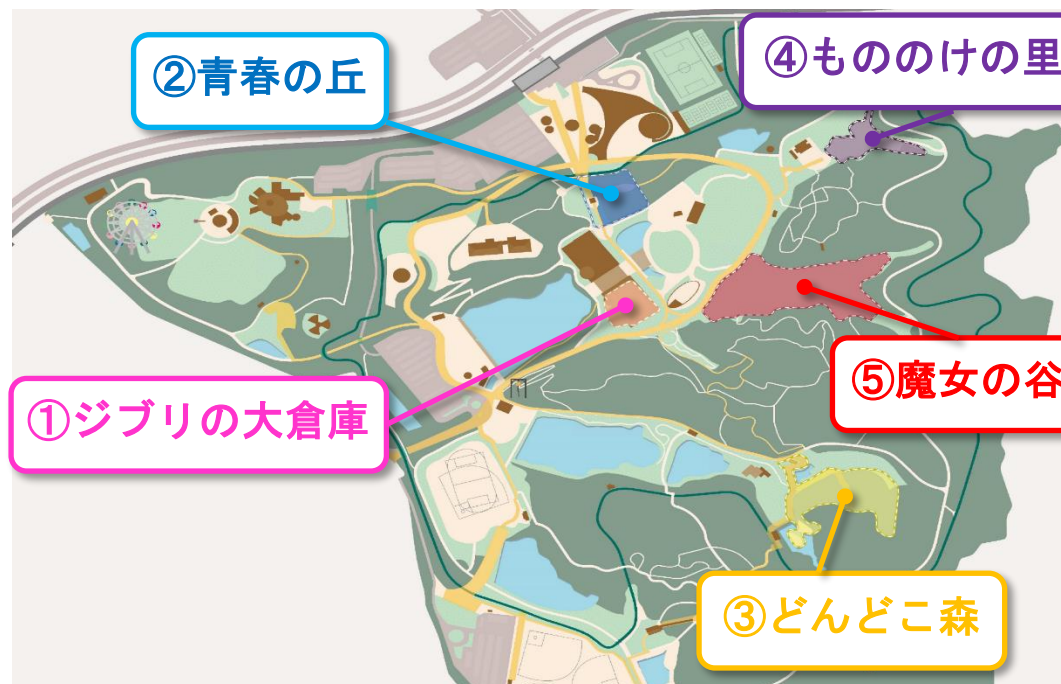 ②青春の丘
④もののけの里
①ジブリの大倉庫
⑤魔女の谷
③どんどこ森